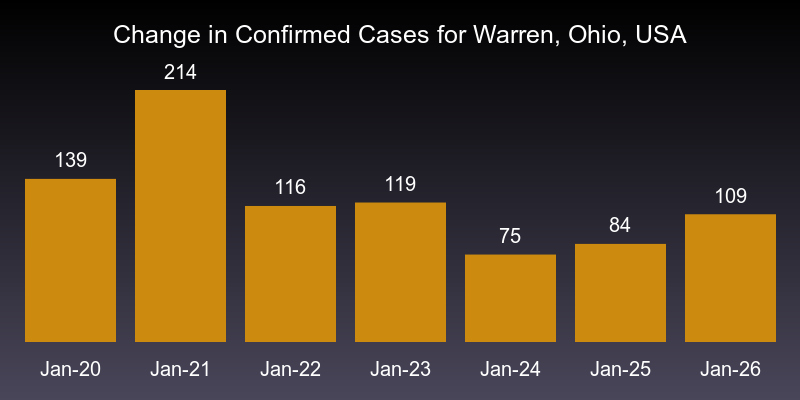 Change in Confirmed Cases for Warren, Ohio, USA
139
214
116
119
75
84
109
Jan-20
Jan-21
Jan-22
Jan-23
Jan-24
Jan-25
Jan-26